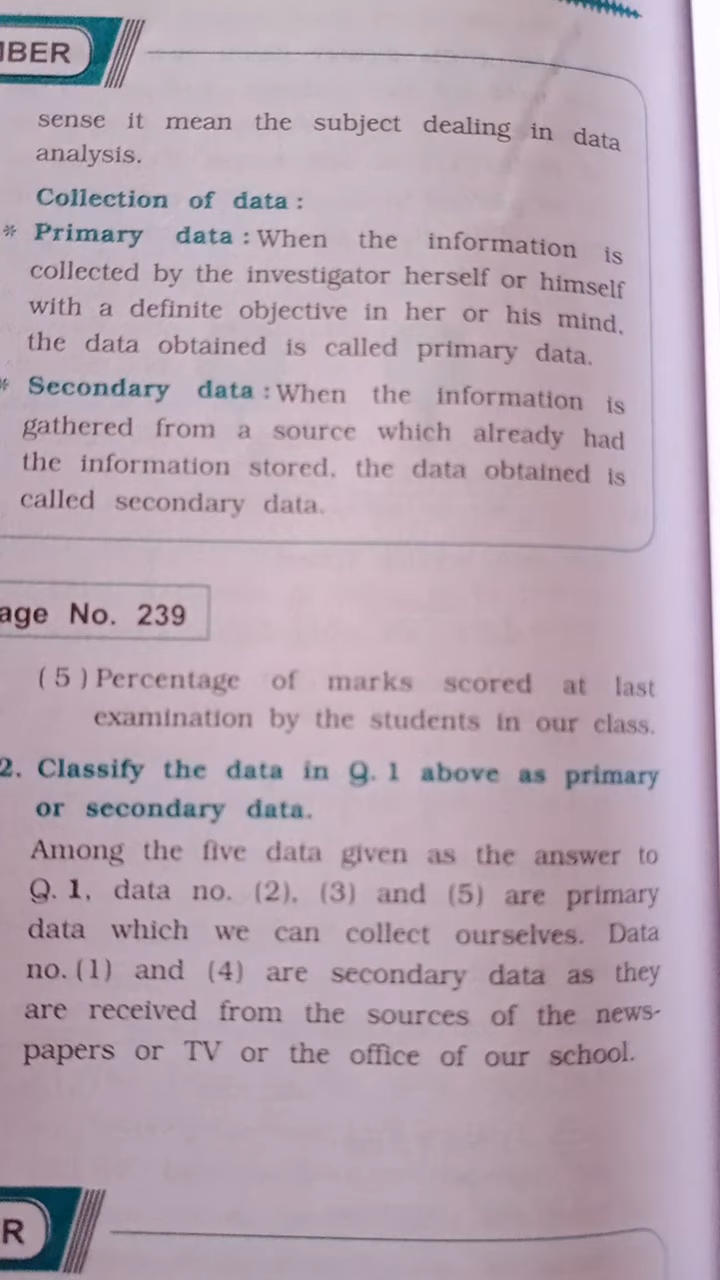 BER
sense it mean the subject dealing in data
analysis.
Collection of data :
* Primary data : When the information is
collected by the investigator herself or himself
with a definite objective in her or his mind,
the data obtained is called primary data.
* Secondary data : When the information is
gathered from a source which already had
the information stored, the data obtained is
called secondary data.
age No. 239
( 5 ) Percentage of marks scored at last
examination by the students in our class.
2. Classify the data in Q. 1 above as primary
or secondary data.
Among the five data given as the answer to
Q. 1, data no. (2), (3) and (5) are primary
data which we can collect ourselves. Data
no. (1) and (4) are secondary data as they
are received from the sources of the news-
papers or TV or the office of our school.
R